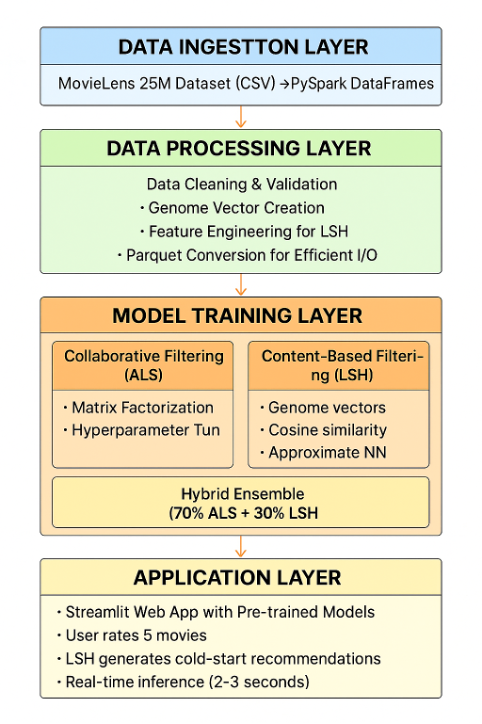 DATA INGESTTON LAYER
MovieLens 25M Dataset (CSV) →PySpark DataFrames
DATA PROCESSING LAYER
Data Cleaning & Validation
• Genome Vector Creation
• Feature Engineering for LSH
• Parquet Conversion for Efficient I/O
MODEL TRAINING LAYER
Collaborative Filtering
(ALS)
• Matrix Factorization
• Hyperparameter Tun
Content-Based Filteri-
ng (LSH)
• Genome vectors
• Cosine similarity
• Approximate NN
Hybrid Ensemble
(70% ALS + 30% LSH
APPLICATION LAYER
• Streamlit Web App with Pre-trained Models
• User rates 5 movies
• LSH generates cold-start recommendations
• Real-time inference (2-3 seconds)